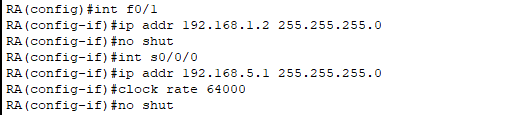 RA(config)#int f0/1
RA(config-if)#ip addr 192.168.1.2 255.255.255.0
RA(config-if)#no shut
RA(config-if)#int s0/0/0
RA(config-if)#ip addr 192.168.5.1 255.255.255.0
RA(config-if)#clock rate 64000
RA(config-if)#no shut